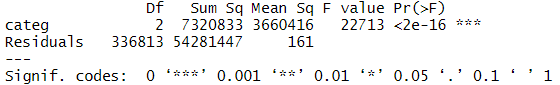 Df Sum Sq Mean Sq F value Pr(>F)
categ 2 7320833 3660416 22713 <2e-16 ***
Residuals 336813 54281447 161
---
Signif. codes: 0 ‘***’ 0.001 ‘**’ 0.01 ‘*’ 0.05 ‘.’ 0.1 ‘ ’ 1